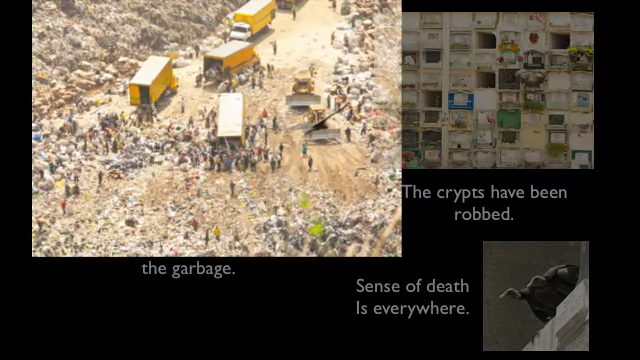 the garbage.
The crypts have been
robbed.
Sense of death
Is everywhere.